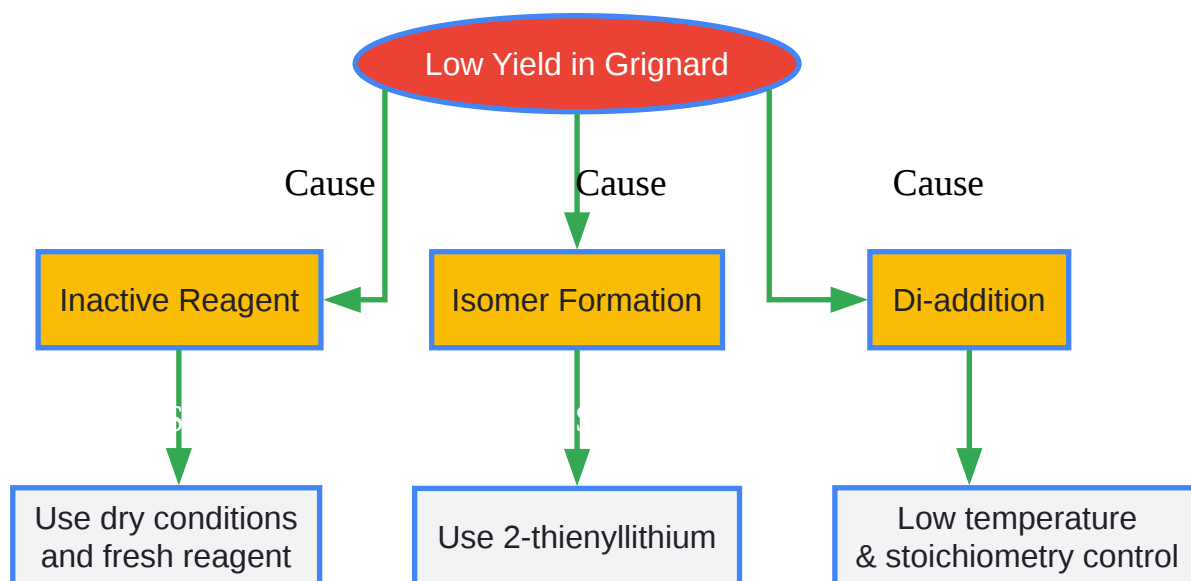 Low Yield in Grignard
Cause
Cause
Cause
Inactive Reagent
Isomer Formation
Di-addition
Use dry conditions
and fresh reagent
Use 2-thienyllithium
Low temperature
& stoichiometry control